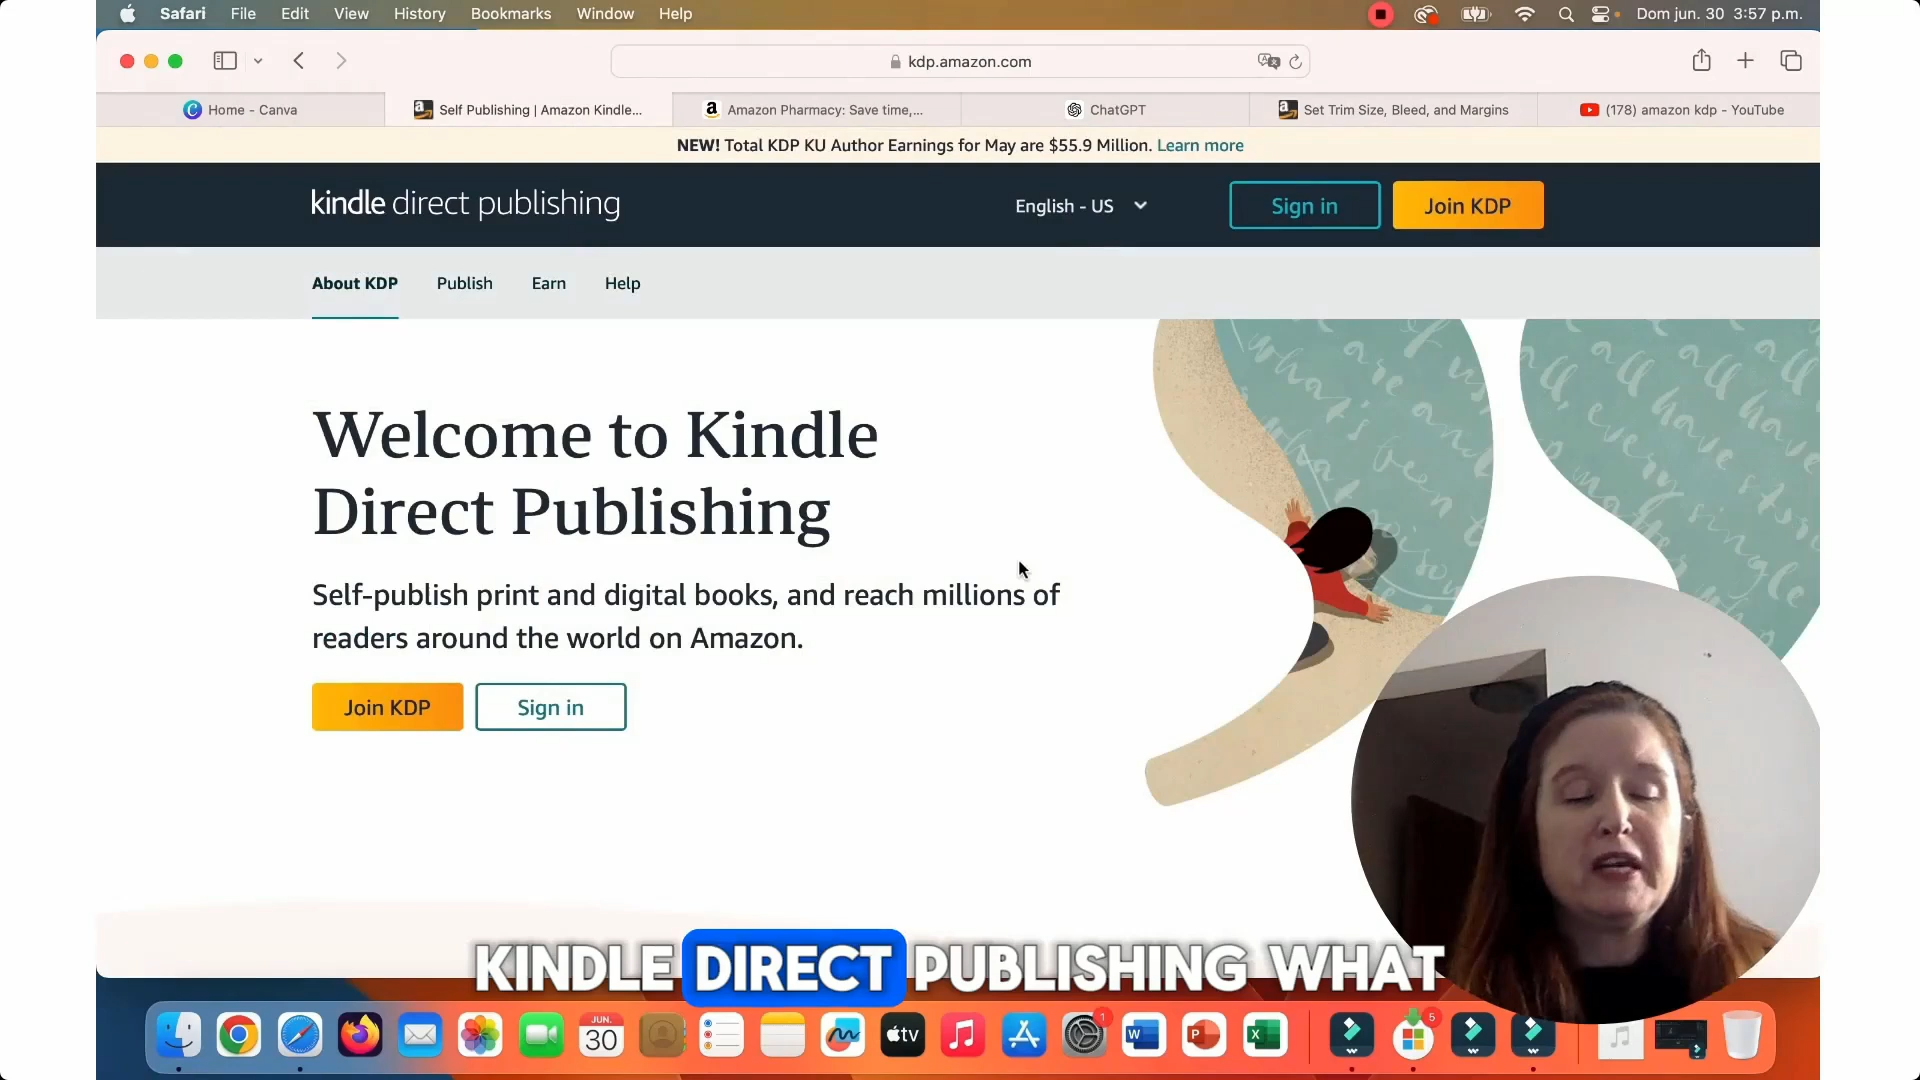 Safari File Edit View History Bookmarks Window Help Dom jun. 30 3:57 p.m.
kdp.amazon.com
Home - Canva Self Publishing | Amazon Kindle... Amazon Pharmacy: Save time,... ChatGPT Set Trim Size, Bleed, and Margins (178) amazon kdp - YouTube
NEW! Total KDP KU Author Earnings for May are $55.9 Million. Learn more
kindle direct publishing English - US Sign in Join KDP
About KDP Publish Earn Help
Welcome to Kindle
Direct Publishing
Self-publish print and digital books, and reach millions of
readers around the world on Amazon.
Join KDP Sign in
KINDLE DIRECT PUBLISHING WHAT
JUN.
30
tv
W
P
X
1
5